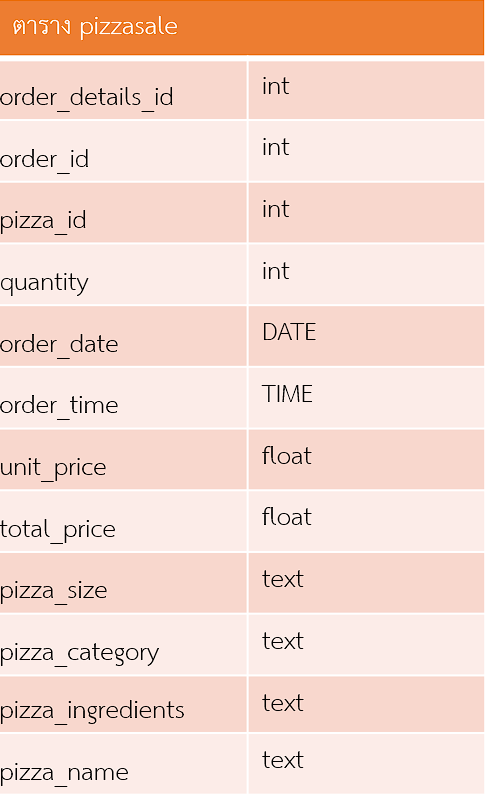 ตาราง pizzasale
order_details_id int
order_id int
pizza_id int
quantity int
order_date DATE
order_time TIME
unit_price float
total_price float
pizza_size text
pizza_category text
pizza_ingredients text
pizza_name text